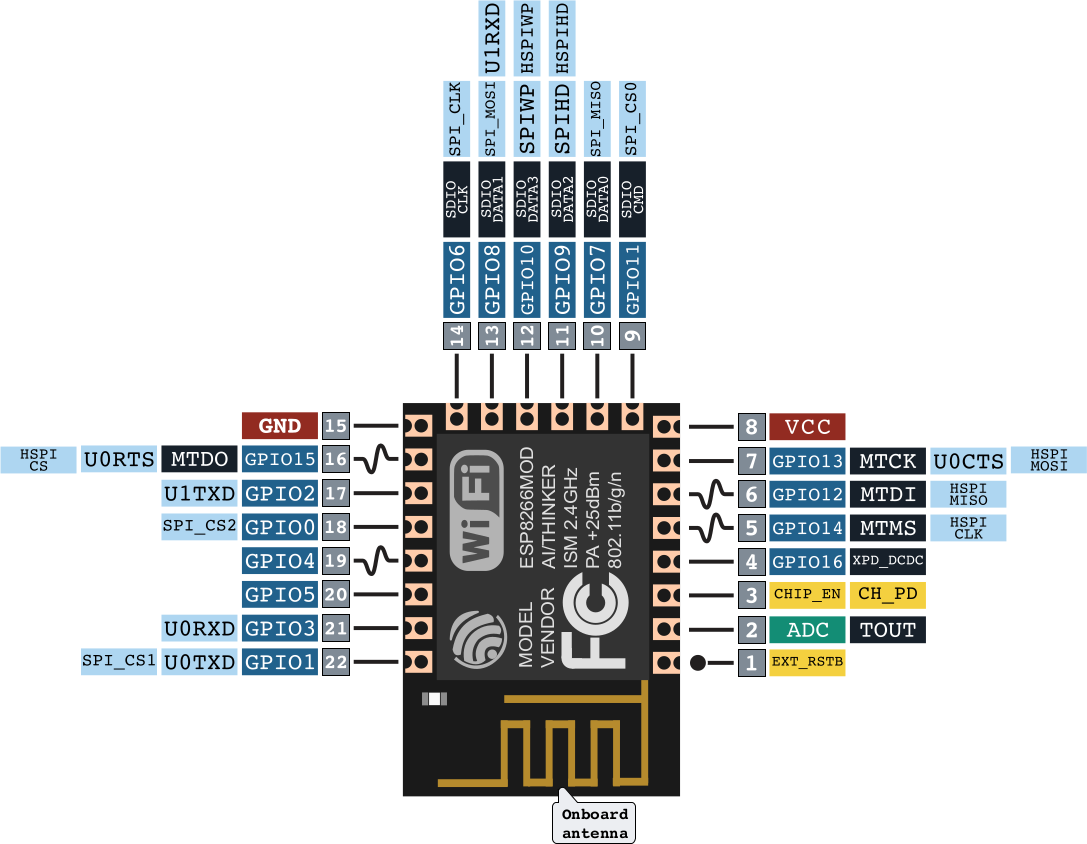 U1RXD HSPIWP HSPIHD
SPI_CLK SPI_MOSI SPIWP SPIHD SPI_MISO SPI_CS0
SDIO CLK SDIO DATA1 SDIO DATA3 SDIO DATA2 SDIO DATA0 SDIO CMD
GPIO6 GPIO8 GPIO10 GPIO9 GPIO7 GPIO11
14 13 12 11 10 9
GND 15
HSPI CS U0RTS MTDO GPIO15 16
U1TXD GPIO2 17
SPI_CS2 GPIO0 18
GPIO4 19
GPIO5 20
U0RXD GPIO3 21
SPI_CS1 U0TXD GPIO1 22
Wi Fi
MODEL ESP8266MOD
VENDOR AI/THINKER
ISM 2.4GHz
PA +25dBm
802.11b/g/n
FC
8 VCC
7 GPIO13 MTCK U0CTS HSPI MOSI
6 GPIO12 MTDI HSPI MISO
5 GPIO14 MTMS HSPI CLK
4 GPIO16 XPD_DCDC
3 CHIP_EN CH_PD
2 ADC TOUT
1 EXT_RSTB
Onboard
antenna